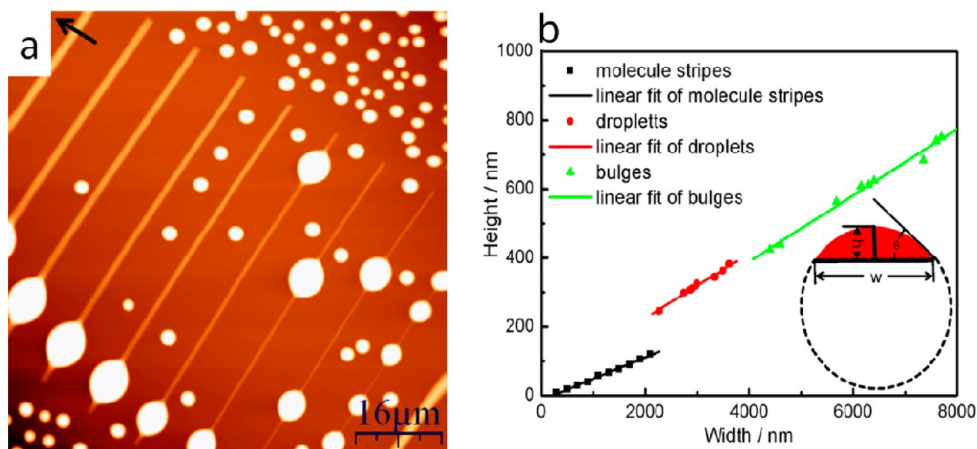 a
16µm
b
1000
800
600
400
200
0
Height / nm
molecule stripes
linear fit of molecule stripes
dropletts
linear fit of droplets
bulges
linear fit of bulges
h
θ
w
0 2000 4000 6000 8000
Width / nm